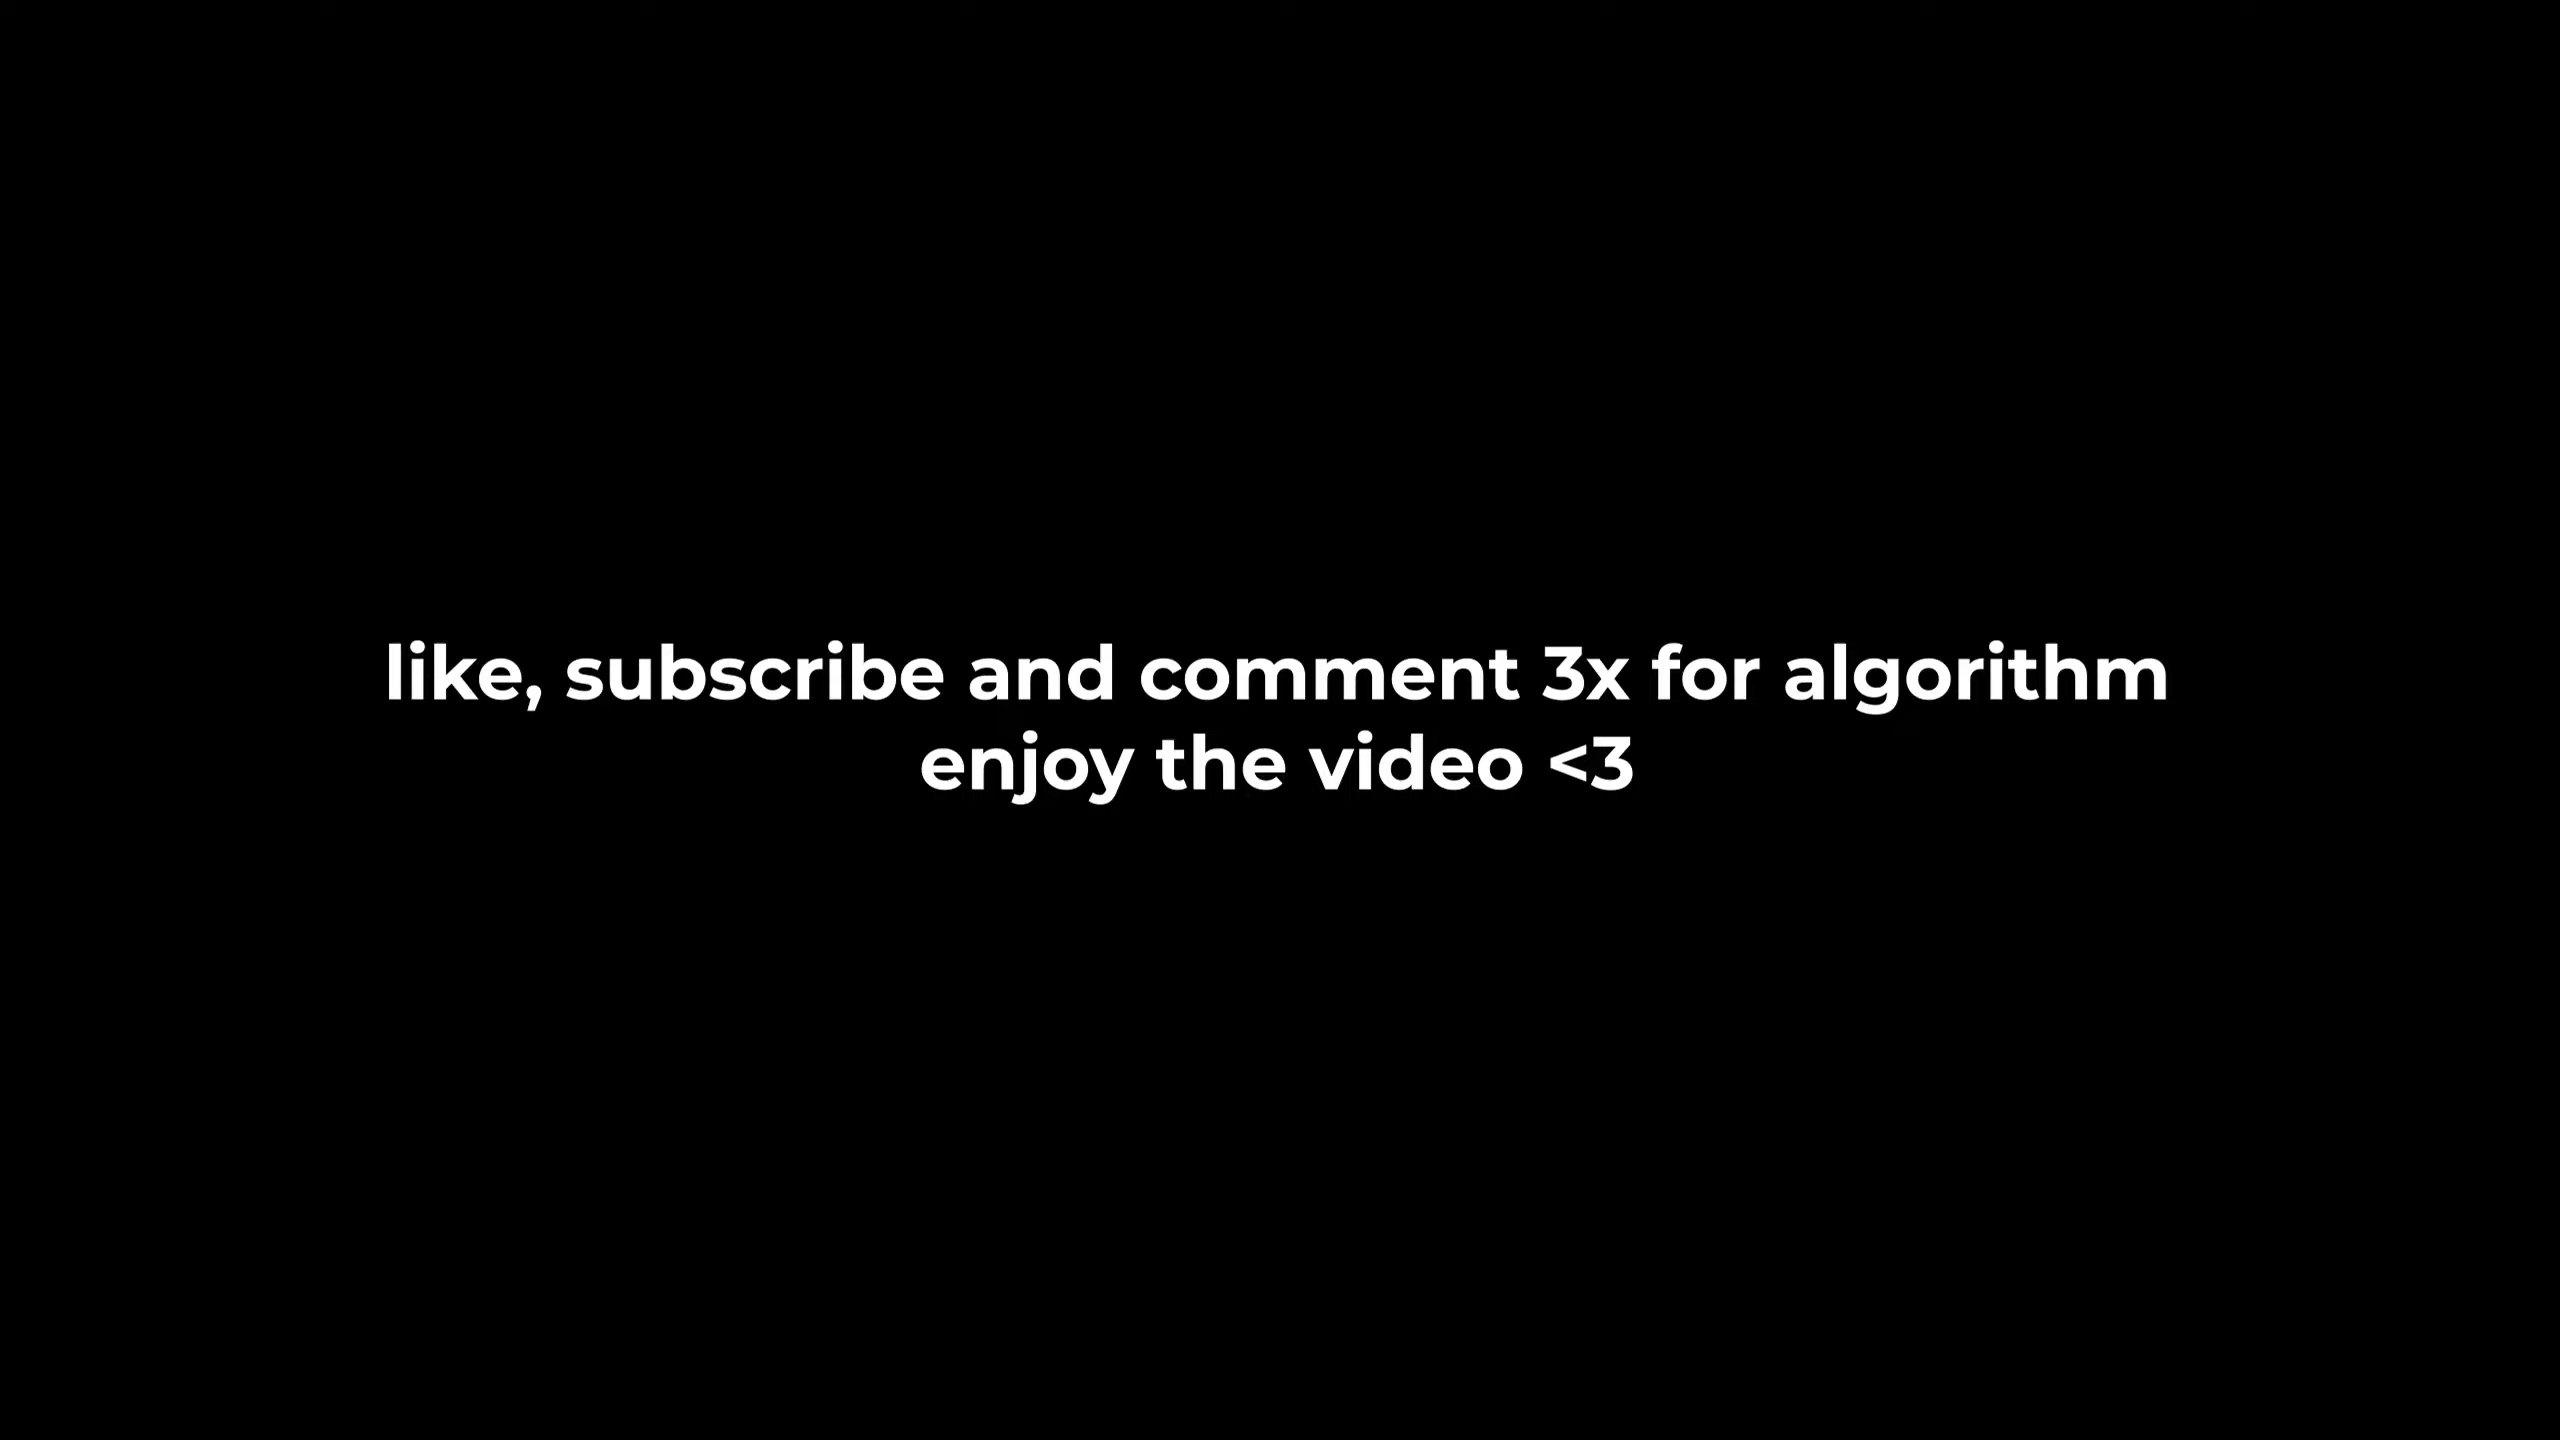 like, subscribe and comment 3x for algorithm
enjoy the video <3